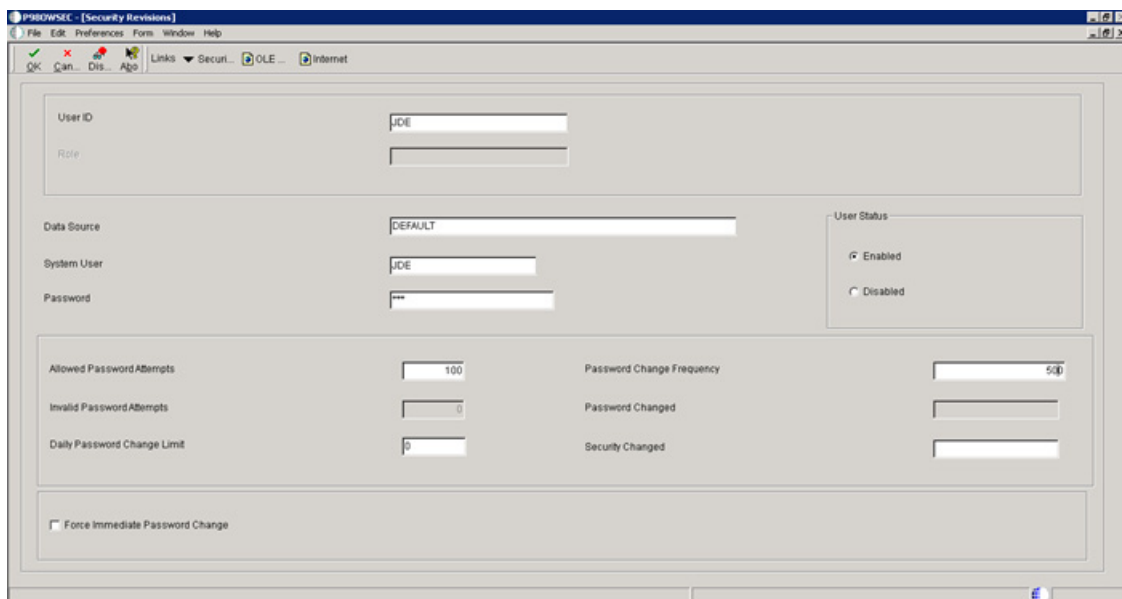 P98OWSEC - [Security Revisions]
File Edit Preferences Form Window Help
OK Can... Dis... Abo Links Securi... OLE ... Internet
User ID JDE
Role
Data Source DEFAULT
User Status
System User JDE
Enabled
Password ***
Disabled
Allowed Password Attempts 100 Password Change Frequency 500
Invalid Password Attempts 0 Password Changed
Daily Password Change Limit 0 Security Changed
Force Immediate Password Change